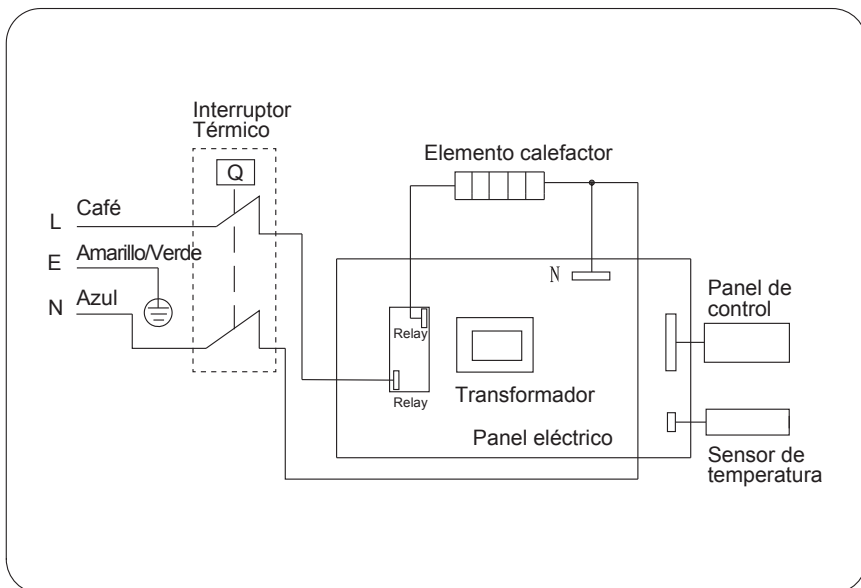 Interruptor
Térmico
Q
Elemento calefactor
L
Café
E
Amarillo/Verde
N
Azul
N
Relay
Relay
Transformador
Panel eléctrico
Panel de
control
Sensor de
temperatura